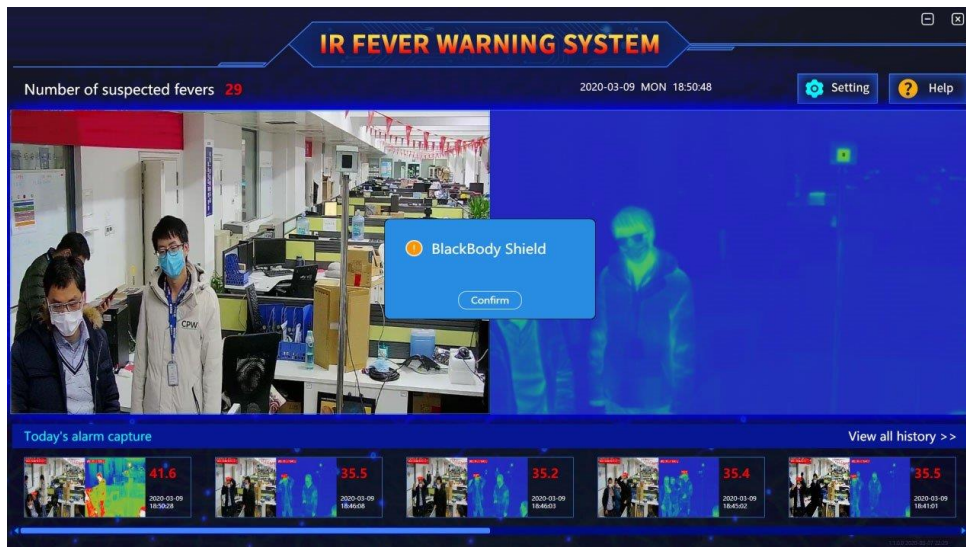 IR FEVER WARNING SYSTEM
Number of suspected fevers 29
2020-03-09 MON 18:50:48
Setting
? Help
CPW
BlackBody Shield
Confirm
Today's alarm capture
View all history >>
41.6
2020-03-09
18:50:28
35.5
2020-03-09
18:46:08
35.2
2020-03-09
18:46:03
35.4
2020-03-09
18:45:02
35.5
2020-03-09
18:41:01